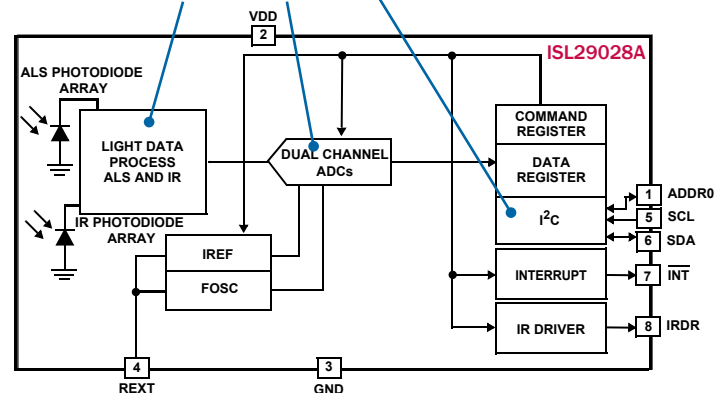 VDD
2
ISL29028A
ALS PHOTODIODE
ARRAY
LIGHT DATA
PROCESS
ALS AND IR
DUAL CHANNEL
ADCs
COMMAND
REGISTER
DATA
REGISTER
I²C
1 ADDR0
5 SCL
6 SDA
IR PHOTODIODE
ARRAY
IREF
FOSC
INTERRUPT
7 INT
IR DRIVER
8 IRDR
4
REXT
3
GND